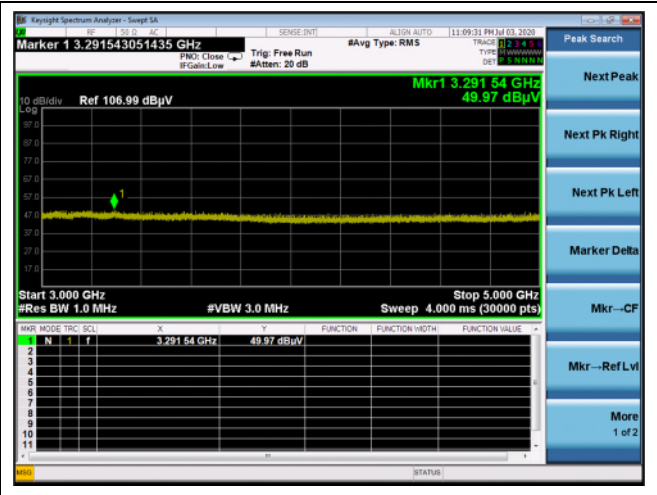 Keysight Spectrum Analyzer - Swept SA
RF 50 Ω AC SENSE:INT ALIGN AUTO 11:09:31 PM Jul 03, 2020
Marker 1 3.291543051435 GHz
PNO: Close
IFGain:Low
Trig: Free Run
#Atten: 20 dB
#Avg Type: RMS
TRACE 1 2 3 4 5 6
TYPE
DET P S N N N N
Mkr1 3.291 54 GHz
49.97 dBµV
10 dB/div Ref 106.99 dBµV
Log
97.0
87.0
77.0
67.0
57.0
47.0
37.0
27.0
17.0
1
Start 3.000 GHz Stop 5.000 GHz
#Res BW 1.0 MHz #VBW 3.0 MHz Sweep 4.000 ms (30000 pts)
MKR MODE TRC SCL X Y FUNCTION FUNCTION WIDTH FUNCTION VALUE
1 N 1 f 3.291 54 GHz 49.97 dBµV
2
3
4
5
6
7
8
9
10
11
MSG STATUS
Peak Search
Next Peak
Next Pk Right
Next Pk Left
Marker Delta
Mkr→CF
Mkr→Ref Lvl
More
1 of 2